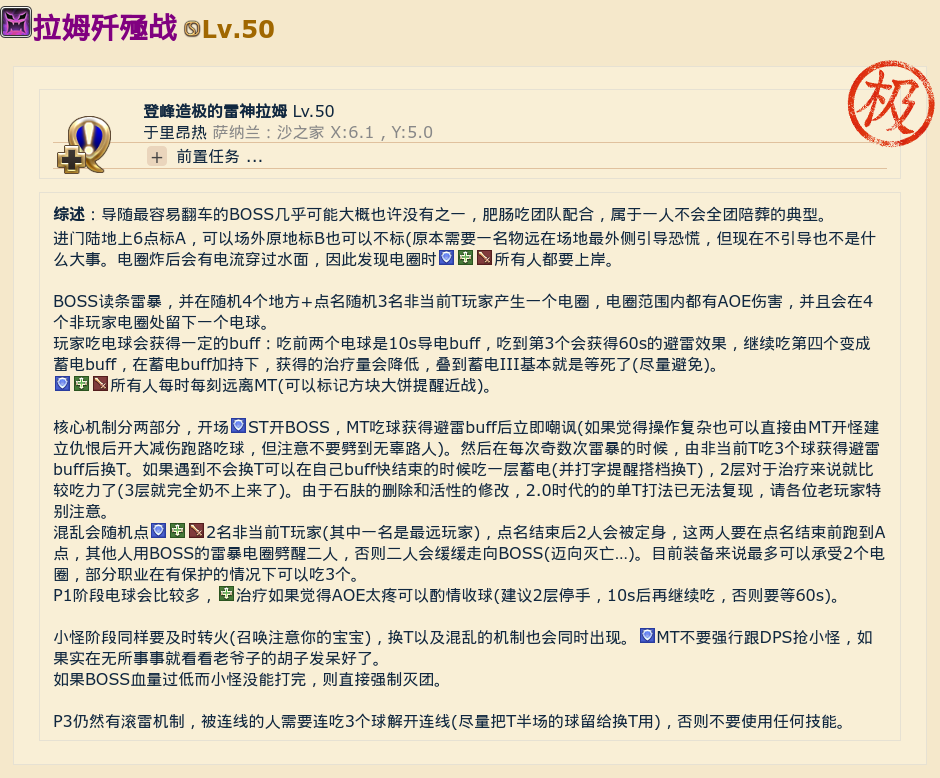 拉姆歼殛战 Lv.50
极
登峰造极的雷神拉姆 Lv.50
于里昂热 萨纳兰：沙之家 X:6.1，Y:5.0
+ 前置任务 ...
综述：导随最容易翻车的BOSS几乎可能大概也许没有之一，肥肠吃团队配合，属于一人不会全团陪葬的典型。
进门陆地上6点标A，可以场外原地标B也可以不标(原本需要一名物远在场地最外侧引导恐慌，但现在不引导也不是什
么大事。电圈炸后会有电流穿过水面，因此发现电圈时所有人都要上岸。
BOSS读条雷暴，并在随机4个地方+点名随机3名非当前T玩家产生一个电圈，电圈范围内都有AOE伤害，并且会在4
个非玩家电圈处留下一个电球。
玩家吃电球会获得一定的buff：吃前两个电球是10s导电buff，吃到第3个会获得60s的避雷效果，继续吃第四个变成
蓄电buff，在蓄电buff加持下，获得的治疗量会降低，叠到蓄电III基本就是等死了(尽量避免)。
所有人每时每刻远离MT(可以标记方块大饼提醒近战)。
核心机制分两部分，开场ST开BOSS，MT吃球获得避雷buff后立即嘲讽(如果觉得操作复杂也可以直接由MT开怪建
立仇恨后开大减伤跑路吃球，但注意不要劈到无辜路人)。然后在每次奇数次雷暴的时候，由非当前T吃3个球获得避雷
buff后换T。如果遇到不会换T可以在自己buff快结束的时候吃一层蓄电(并打字提醒搭档换T)，2层对于治疗来说就比
较吃力了(3层就完全奶不上来了)。由于石肤的删除和活性的修改，2.0时代的的单T打法已无法复现，请各位老玩家特
别注意。
混乱会随机点2名非当前T玩家(其中一名是最远玩家)，点名结束后2人会被定身，这两人要在点名结束前跑到A
点，其他人用BOSS的雷暴电圈劈醒二人，否则二人会缓缓走向BOSS(迈向灭亡...)。目前装备来说最多可以承受2个电
圈，部分职业在有保护的情况下可以吃3个。
P1阶段电球会比较多，治疗如果觉得AOE太疼可以酌情收球(建议2层停手，10s后再继续吃，否则要等60s)。
小怪阶段同样要及时转火(召唤注意你的宝宝)，换T以及混乱的机制也会同时出现。MT不要强行跟DPS抢小怪，如
果实在无所事事就看看老爷子的胡子发呆好了。
如果BOSS血量过低而小怪没能打完，则直接强制灭团。
P3仍然有滚雷机制，被连线的人需要连吃3个球解开连线(尽量把T半场的球留给换T用)，否则不要使用任何技能。